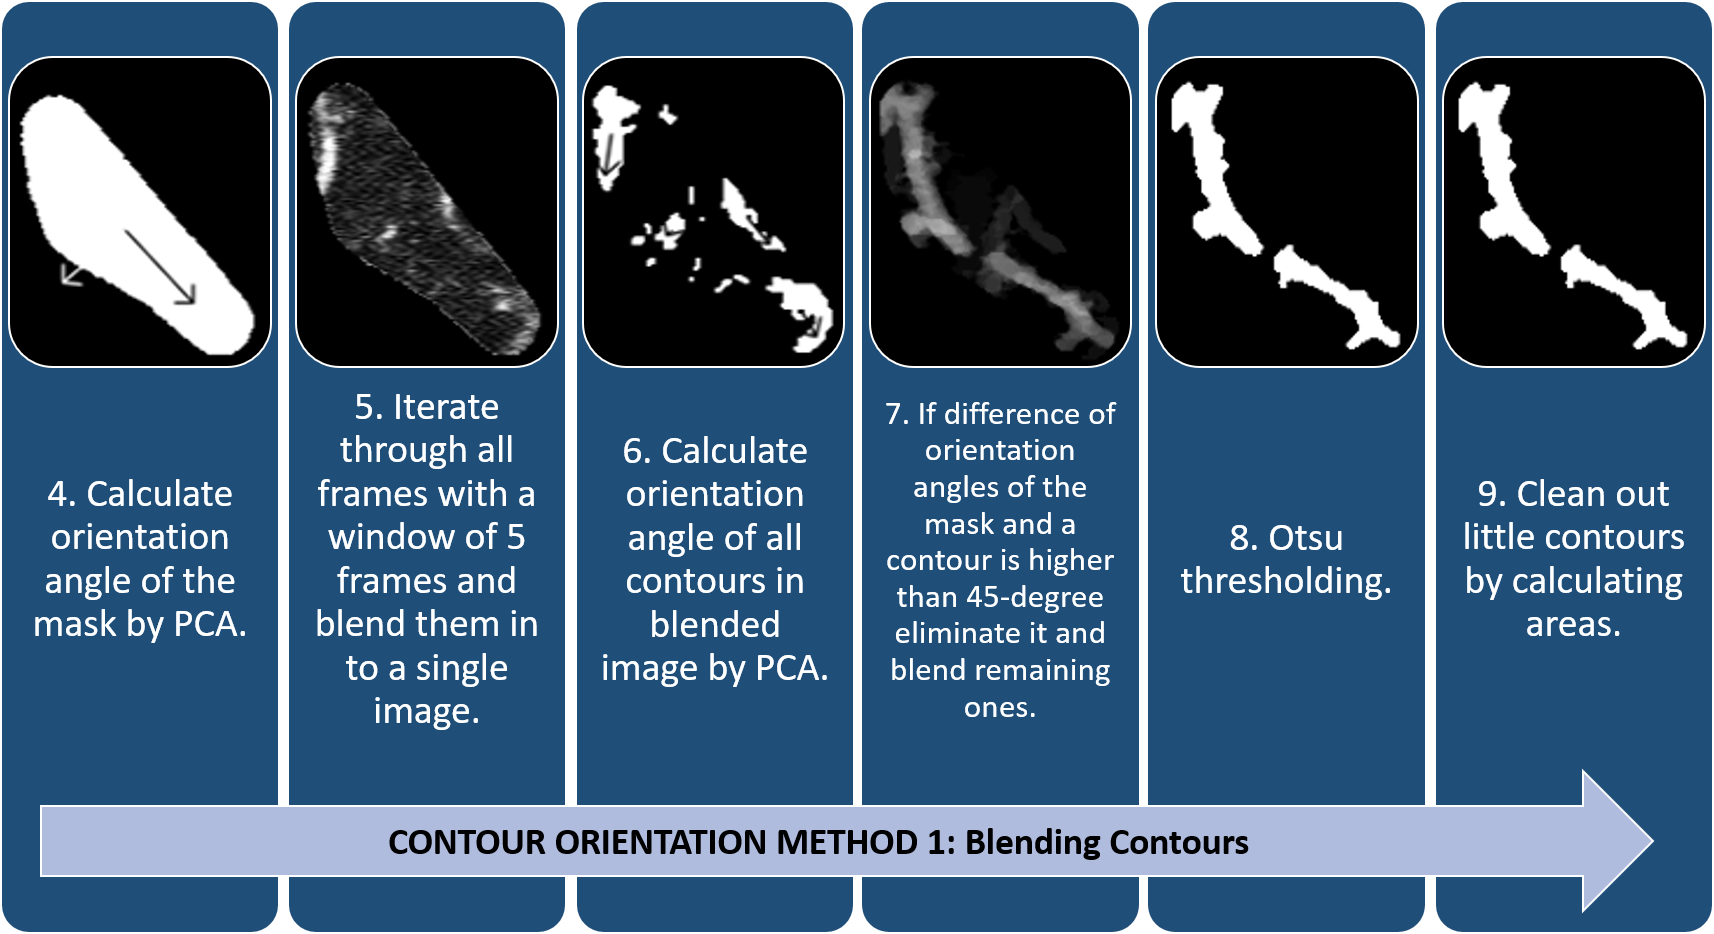 4. Calculate
orientation
angle of the
mask by PCA.
5. Iterate
through all
frames with a
window of 5
frames and
blend them in
to a single
image.
6. Calculate
orientation
angle of all
contours in
blended
image by PCA.
7. If difference of
orientation
angles of the
mask and a
contour is higher
than 45-degree
eliminate it and
blend remaining
ones.
8. Otsu
thresholding.
9. Clean out
little contours
by calculating
areas.
CONTOUR ORIENTATION METHOD 1: Blending Contours